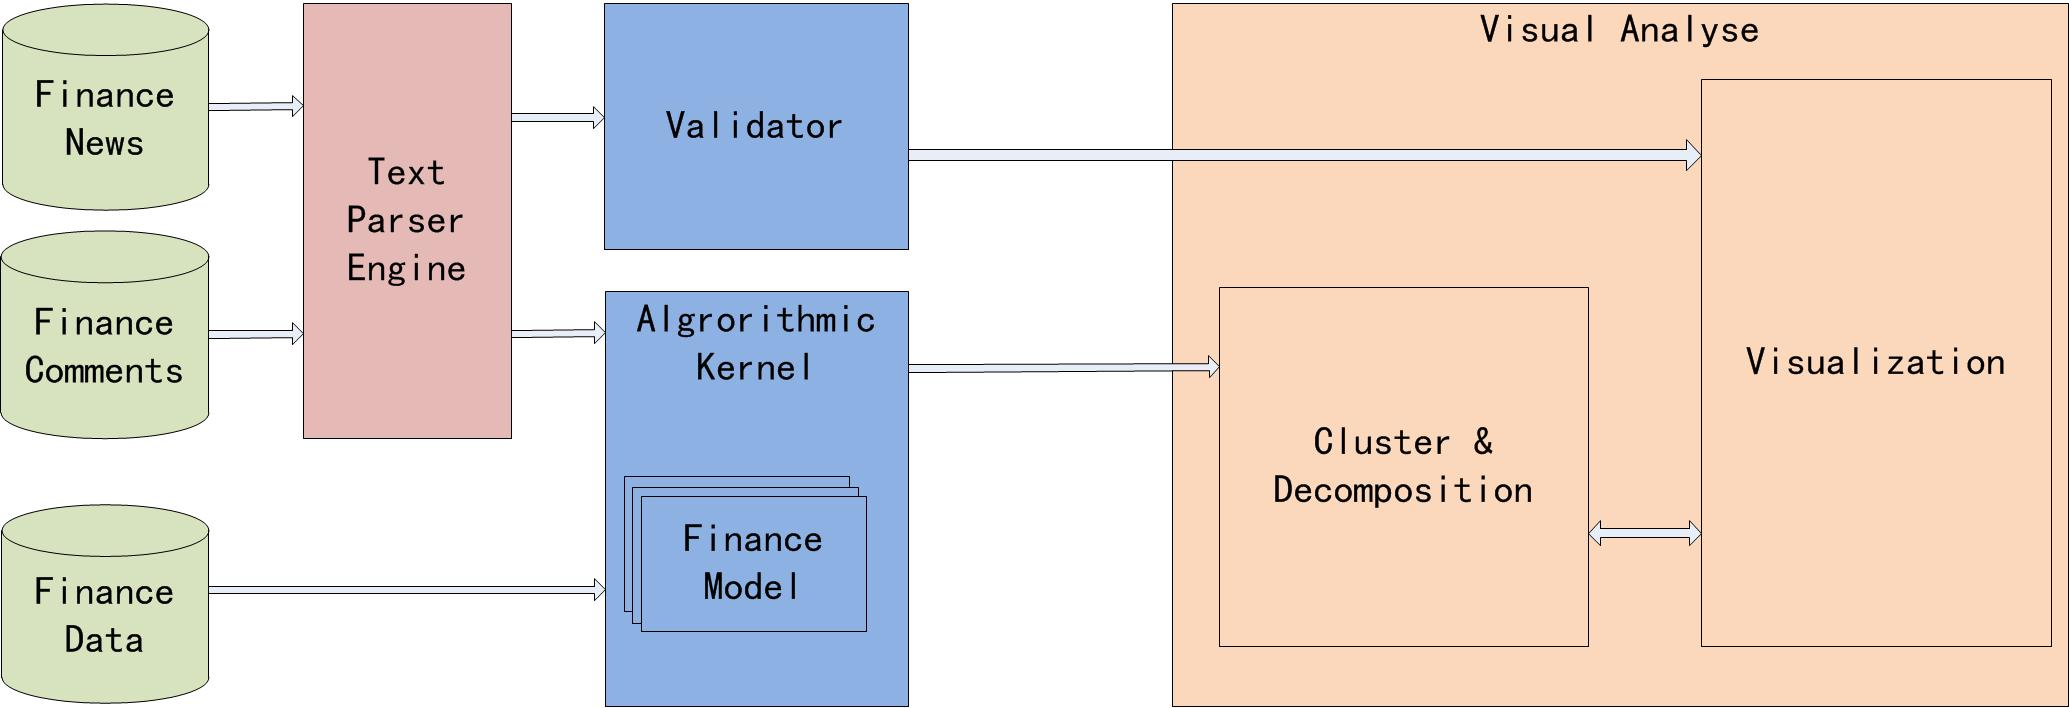 Finance
News
Finance
Comments
Finance
Data
Text
Parser
Engine
Validator
Algrorithmic
Kernel
Finance
Model
Visual Analyse
Cluster &
Decomposition
Visualization